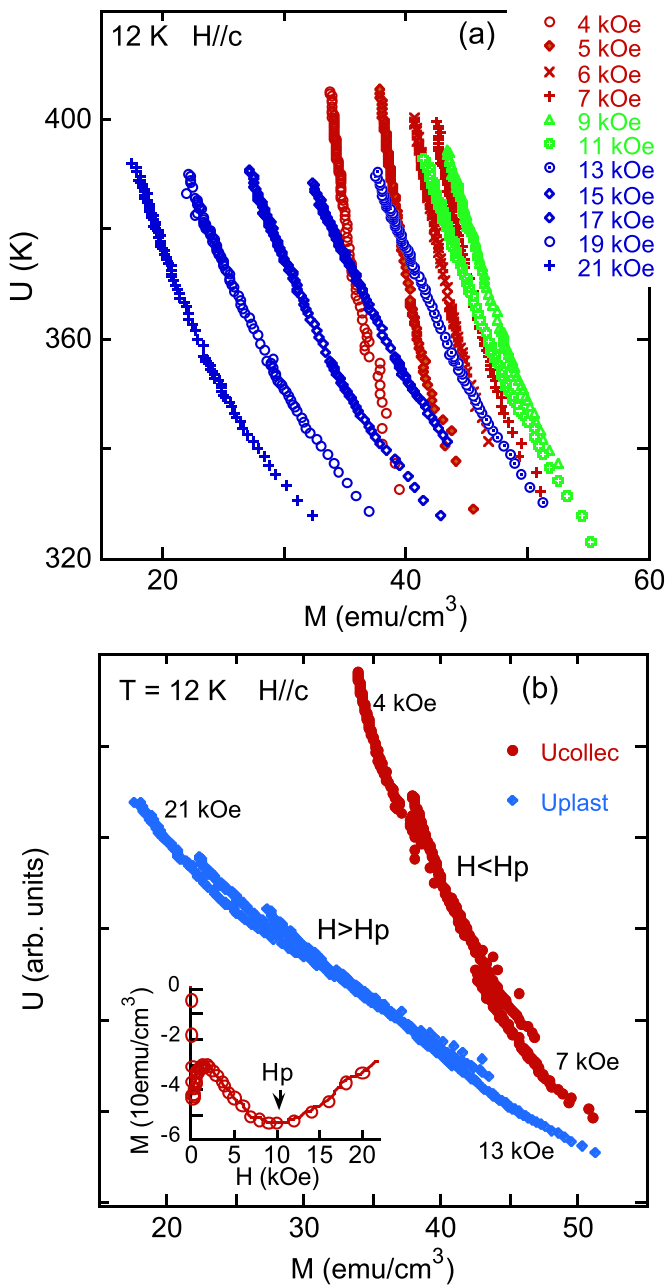 12 K H//c
(a)
4 kOe
5 kOe
6 kOe
7 kOe
9 kOe
11 kOe
13 kOe
15 kOe
17 kOe
19 kOe
21 kOe
400
360
320
U (K)
20
40
60
M (emu/cm³)
T = 12 K H//c
(b)
4 kOe
Ucollec
Uplast
21 kOe
H<Hp
H>Hp
7 kOe
13 kOe
U (arb. units)
0
-2
-4
-6
M (10emu/cm³)
Hp
0
5
10
15
20
H (kOe)
20
30
40
50
M (emu/cm³)